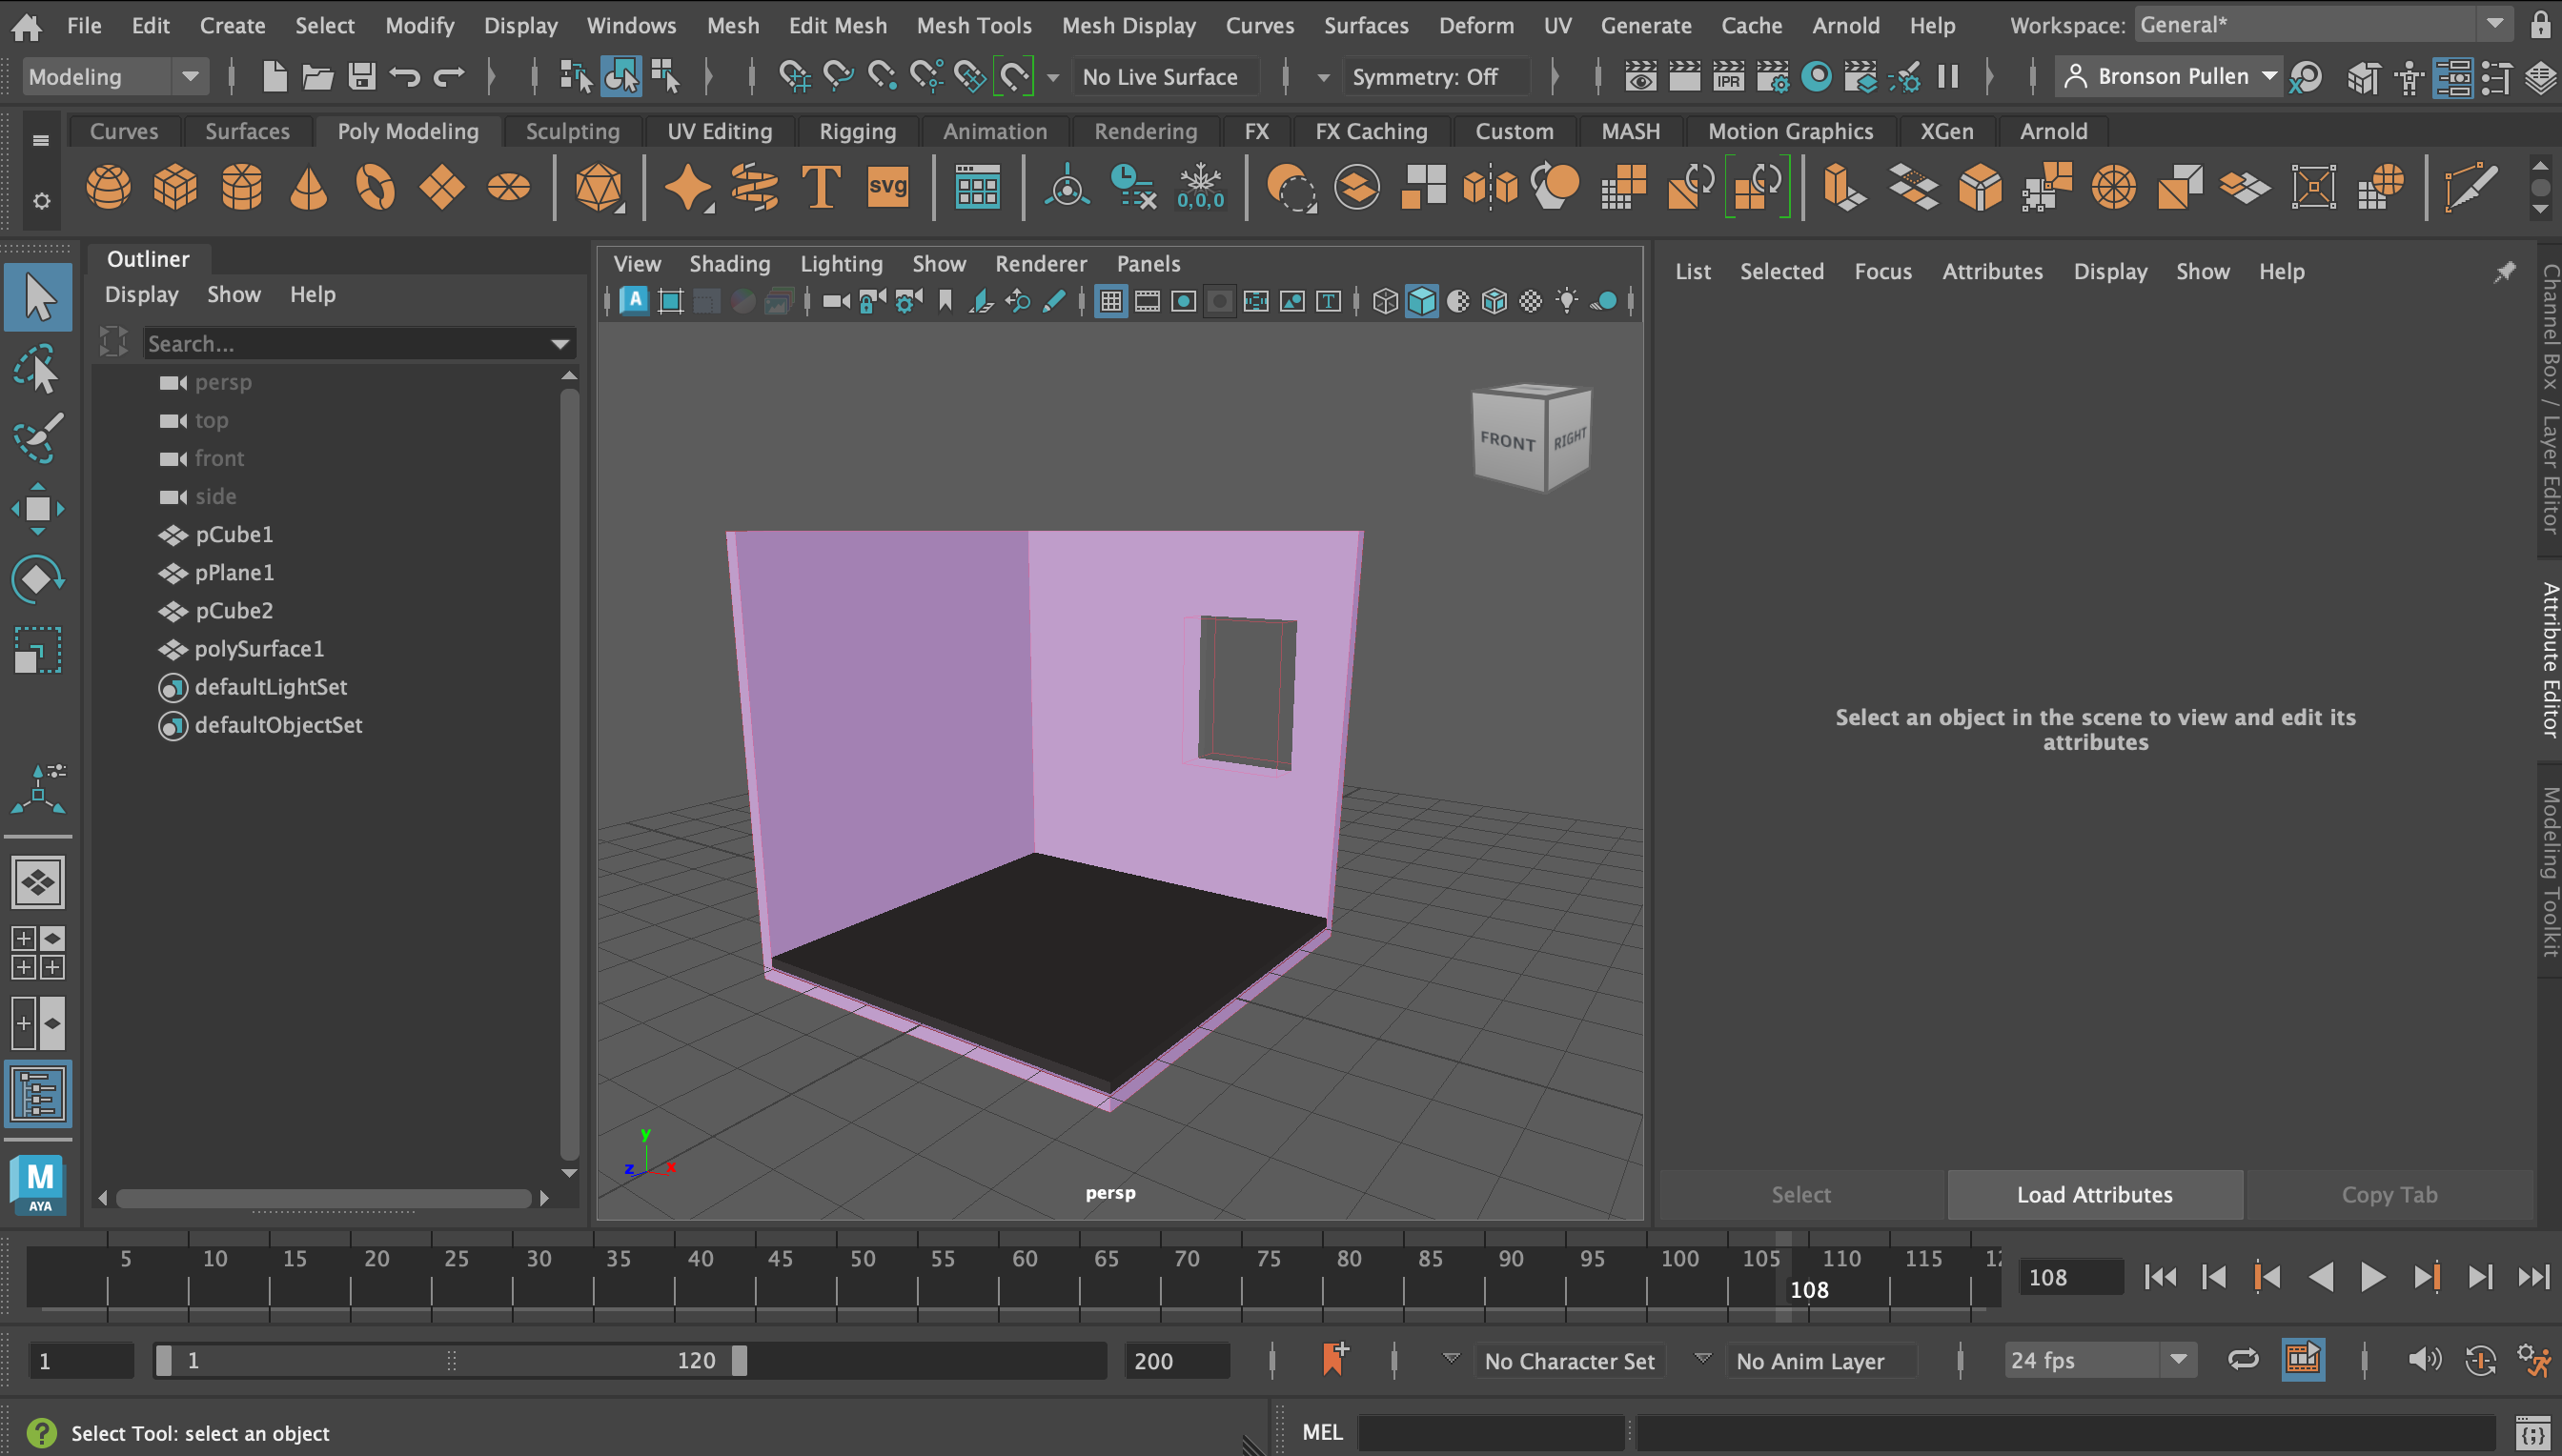 File Edit Create Select Modify Display Windows Mesh Edit Mesh Mesh Tools Mesh Display Curves Surfaces Deform UV Generate Cache Arnold Help Workspace: General*
Modeling No Live Surface Symmetry: Off IPR Bronson Pullen
Curves Surfaces Poly Modeling Sculpting UV Editing Rigging Animation Rendering FX FX Caching Custom MASH Motion Graphics XGen Arnold
T svg 0,0,0
Outliner
Display Show Help
Search...
persp
top
front
side
pCube1
pPlane1
pCube2
polySurface1
defaultLightSet
defaultObjectSet
M
AYA
View Shading Lighting Show Renderer Panels
A T
FRONT RIGHT
y
z x
persp
List Selected Focus Attributes Display Show Help
Select an object in the scene to view and edit its
attributes
Select Load Attributes Copy Tab
Channel Box / Layer Editor
Attribute Editor
Modeling Toolkit
5 10 15 20 25 30 35 40 45 50 55 60 65 70 75 80 85 90 95 100 105 110 115
108
108
1 1 120 200 No Character Set No Anim Layer 24 fps
Select Tool: select an object MEL